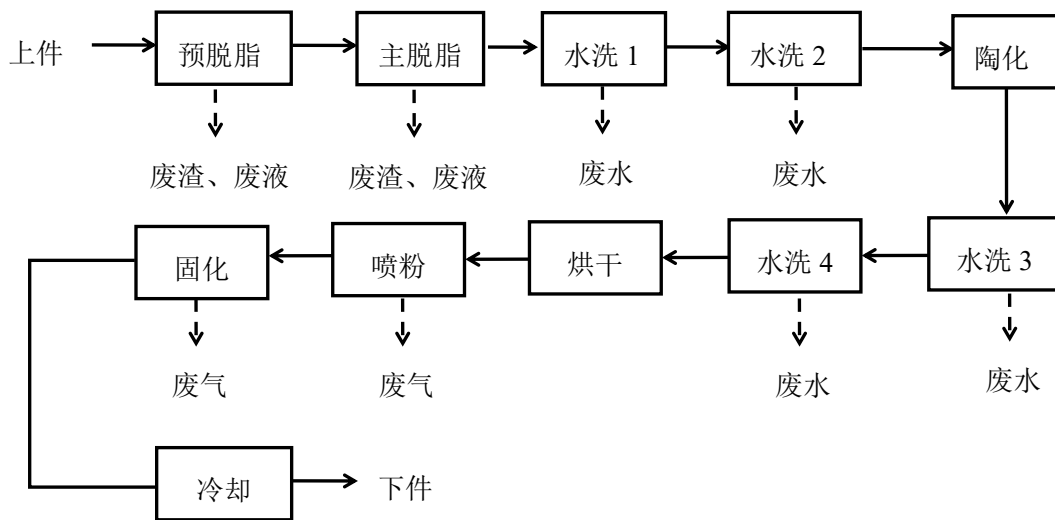 上件
预脱脂
主脱脂
水洗 1
水洗 2
陶化
废渣、废液
废渣、废液
废水
废水
固化
喷粉
烘干
水洗 4
水洗 3
废气
废气
废水
废水
冷却
下件